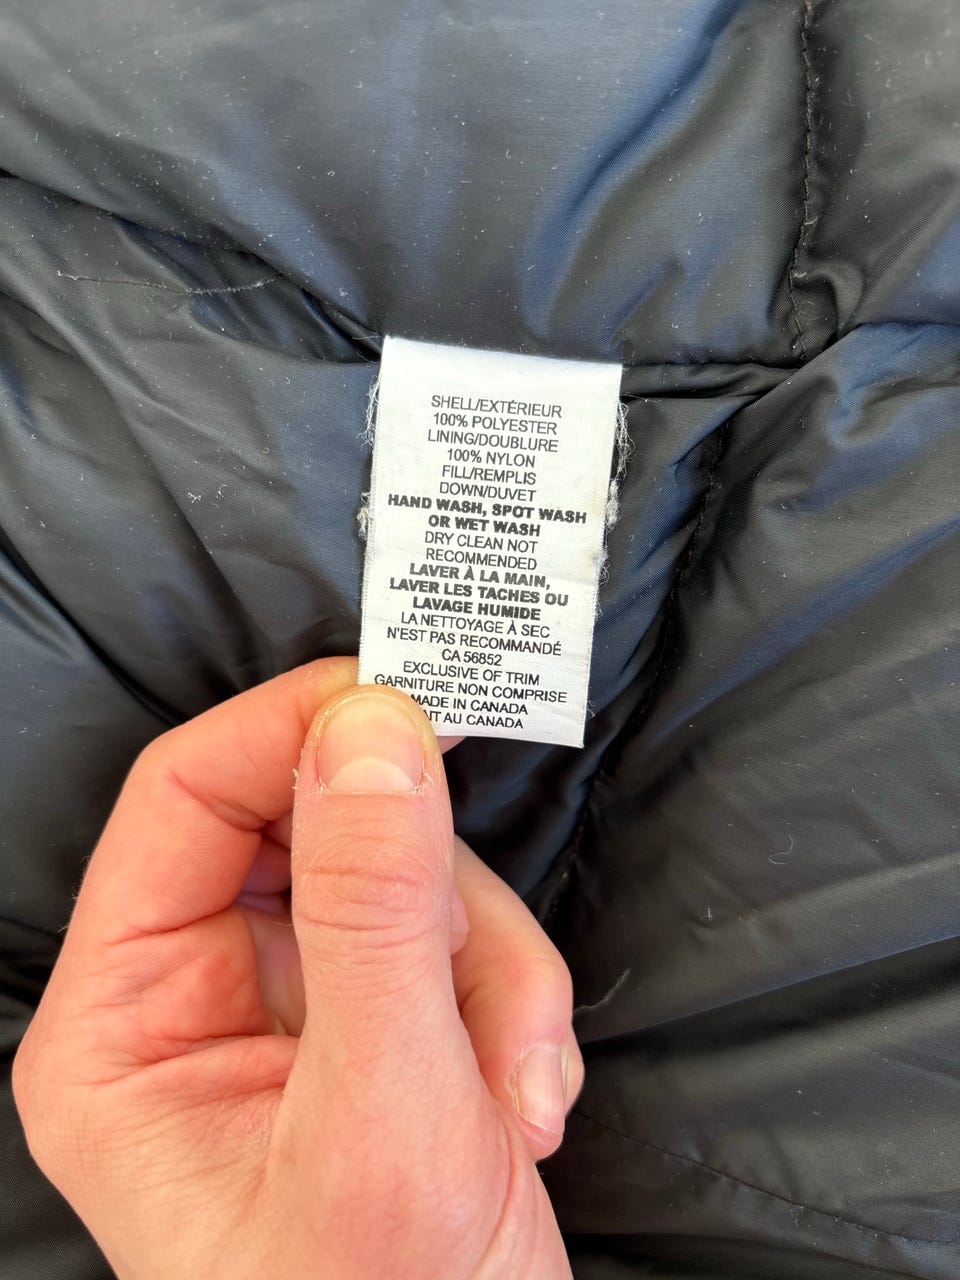 SHELL/EXTÉRIEUR
100% POLYESTER
LINING/DOUBLURE
100% NYLON
FILL/REMPLIS
DOWN/DUVET
HAND WASH, SPOT WASH
OR WET WASH
DRY CLEAN NOT
RECOMMENDED
LAVER À LA MAIN,
LAVER LES TACHES OU
LAVAGE HUMIDE
LA NETTOYAGE À SEC
N'EST PAS RECOMMANDÉ
CA 56852
EXCLUSIVE OF TRIM
GARNITURE NON COMPRISE
MADE IN CANADA
AU CANADA